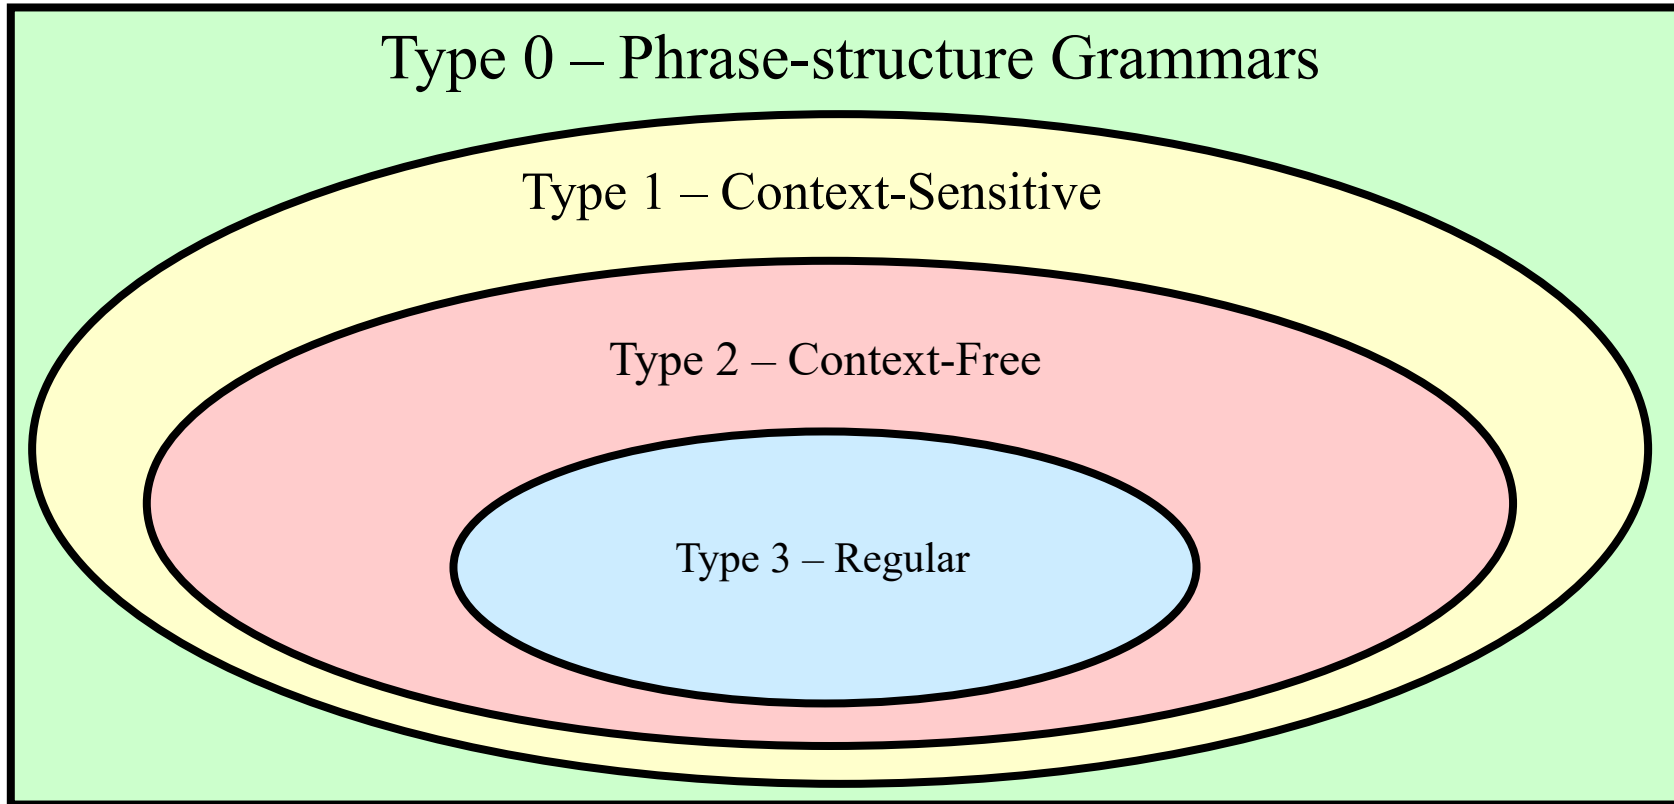 Type 0 – Phrase-structure Grammars
Type 1 – Context-Sensitive
Type 2 – Context-Free
Type 3 – Regular